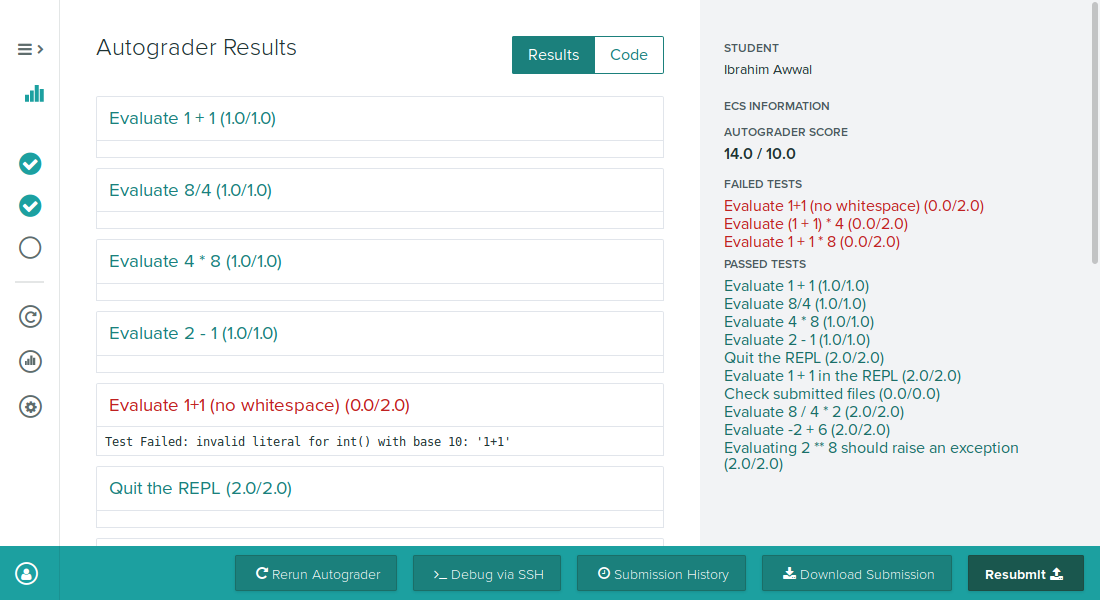 Autograder Results
Results
Code
Evaluate 1 + 1 (1.0/1.0)
Evaluate 8/4 (1.0/1.0)
Evaluate 4 * 8 (1.0/1.0)
Evaluate 2 - 1 (1.0/1.0)
Evaluate 1+1 (no whitespace) (0.0/2.0)
Test Failed: invalid literal for int() with base 10: '1+1'
Quit the REPL (2.0/2.0)
STUDENT
Ibrahim Awwal
ECS INFORMATION
AUTOGRADER SCORE
14.0 / 10.0
FAILED TESTS
Evaluate 1+1 (no whitespace) (0.0/2.0)
Evaluate (1 + 1) * 4 (0.0/2.0)
Evaluate 1 + 1 * 8 (0.0/2.0)
PASSED TESTS
Evaluate 1 + 1 (1.0/1.0)
Evaluate 8/4 (1.0/1.0)
Evaluate 4 * 8 (1.0/1.0)
Evaluate 2 - 1 (1.0/1.0)
Quit the REPL (2.0/2.0)
Evaluate 1 + 1 in the REPL (2.0/2.0)
Check submitted files (0.0/0.0)
Evaluate 8 / 4 * 2 (2.0/2.0)
Evaluate -2 + 6 (2.0/2.0)
Evaluating 2 ** 8 should raise an exception
(2.0/2.0)
Rerun Autograder
Debug via SSH
Submission History
Download Submission
Resubmit